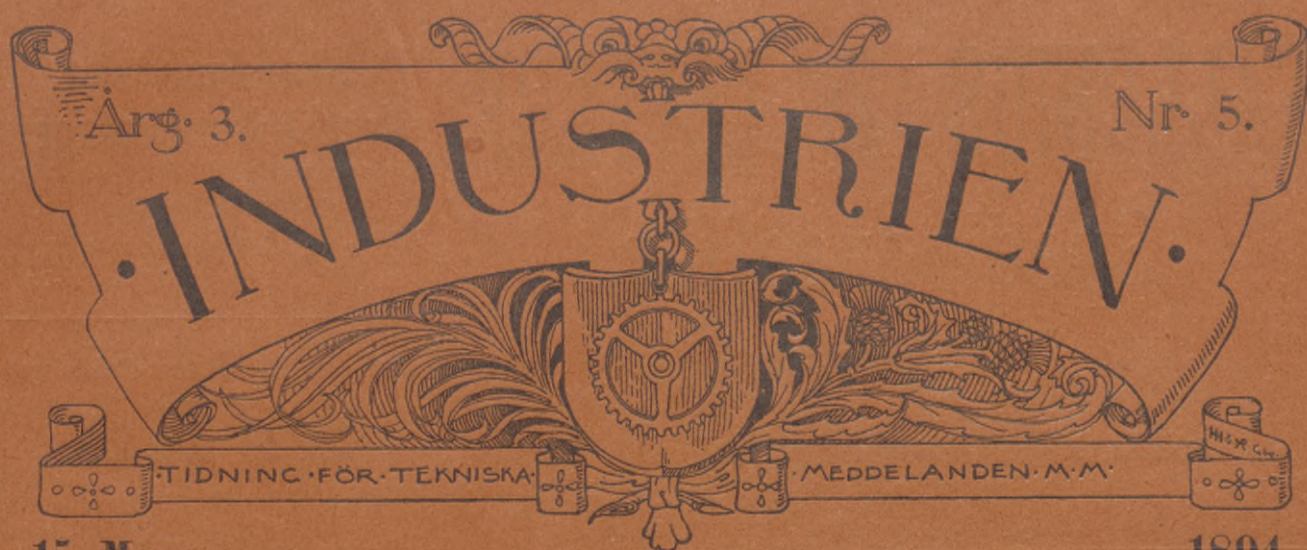 Årg. 3.
Nr. 5.
·INDUSTRIEN·
·TIDNING·FÖR·TEKNISKA· ·MEDDELANDEN·M·M·